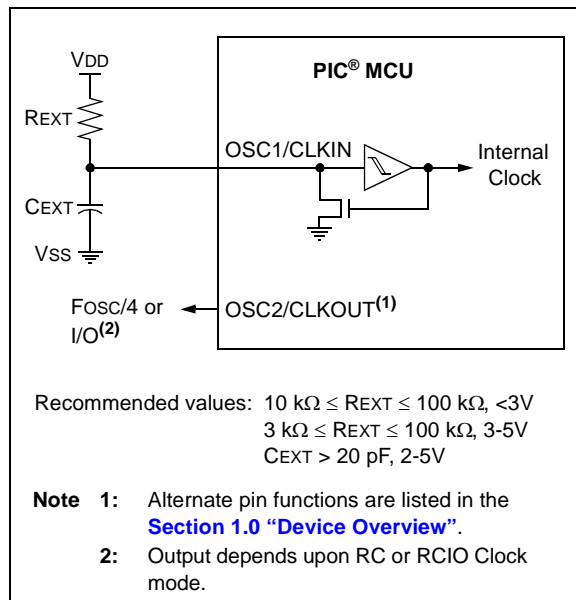 VDD
PIC® MCU
REXT
OSC1/CLKIN
Internal
Clock
CEXT
VSS
FOSC/4 or
I/O(2)
OSC2/CLKOUT(1)
Recommended values: 10 kΩ ≤ REXT ≤ 100 kΩ, <3V
3 kΩ ≤ REXT ≤ 100 kΩ, 3-5V
CEXT > 20 pF, 2-5V
Note 1: Alternate pin functions are listed in the
Section 1.0 “Device Overview”.
2: Output depends upon RC or RCIO Clock
mode.